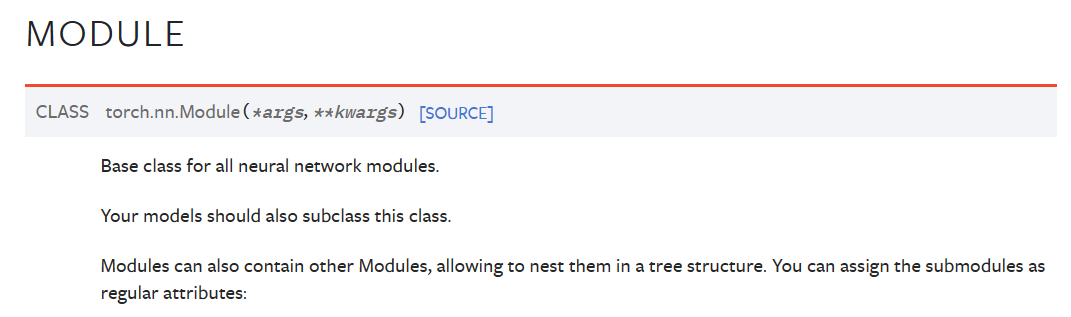 MODULE
CLASS torch.nn.Module(*args, **kwargs) [SOURCE]
Base class for all neural network modules.
Your models should also subclass this class.
Modules can also contain other Modules, allowing to nest them in a tree structure. You can assign the submodules as
regular attributes: